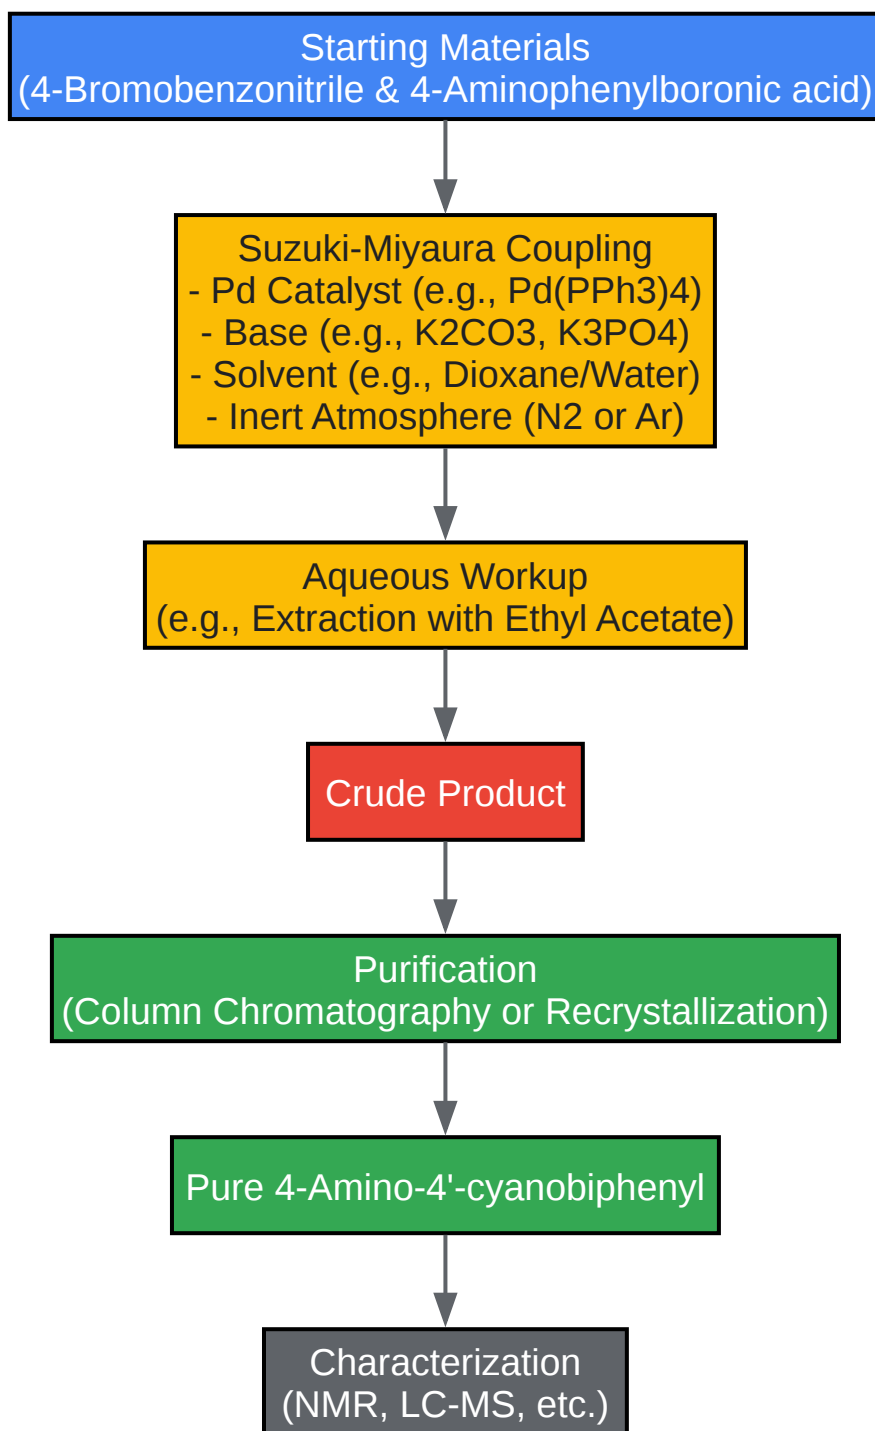 Starting Materials
(4-Bromobenzonitrile & 4-Aminophenylboronic acid)
Suzuki-Miyaura Coupling
- Pd Catalyst (e.g., Pd(PPh3)4)
- Base (e.g., K2CO3, K3PO4)
- Solvent (e.g., Dioxane/Water)
- Inert Atmosphere (N2 or Ar)
Aqueous Workup
(e.g., Extraction with Ethyl Acetate)
Crude Product
Purification
(Column Chromatography or Recrystallization)
Pure 4-Amino-4'-cyanobiphenyl
Characterization
(NMR, LC-MS, etc.)